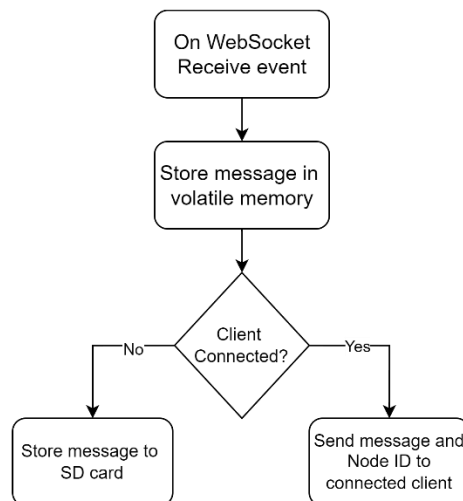 On WebSocket
Receive event
Store message in
volatile memory
Client
Connected?
No
Yes
Store message to
SD card
Send message and
Node ID to
connected client